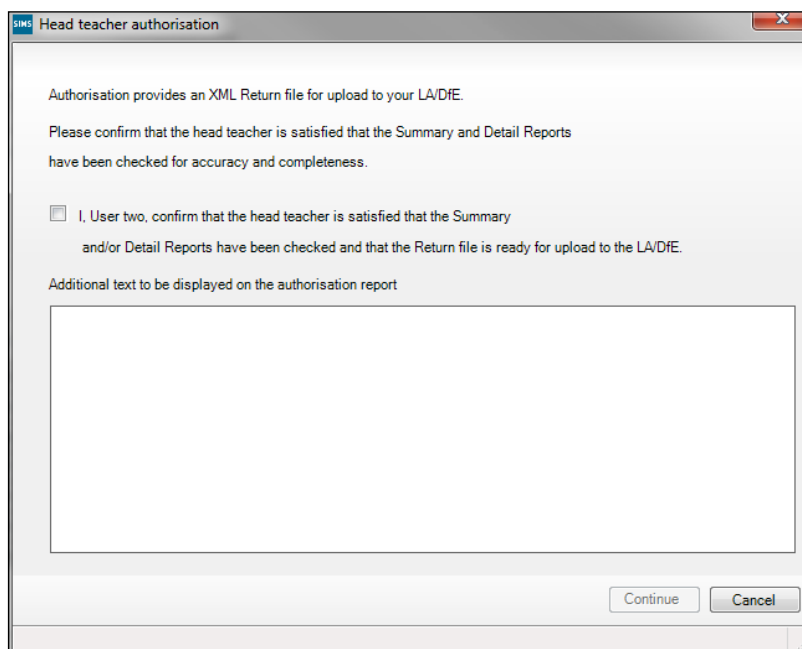 SIMS Head teacher authorisation
Authorisation provides an XML Return file for upload to your LA/DfE.
Please confirm that the head teacher is satisfied that the Summary and Detail Reports
have been checked for accuracy and completeness.
I, User two, confirm that the head teacher is satisfied that the Summary
and/or Detail Reports have been checked and that the Return file is ready for upload to the LA/DfE.
Additional text to be displayed on the authorisation report
Continue Cancel